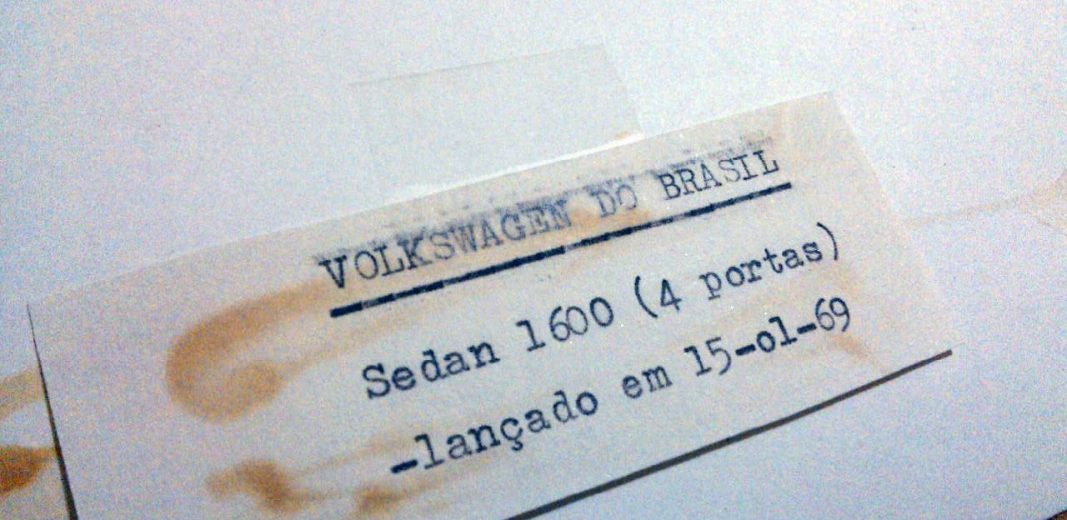 VOLKSWAGEN DO BRASIL
Sedan 1600 (4 portas)
-lançado em 15-ol-69